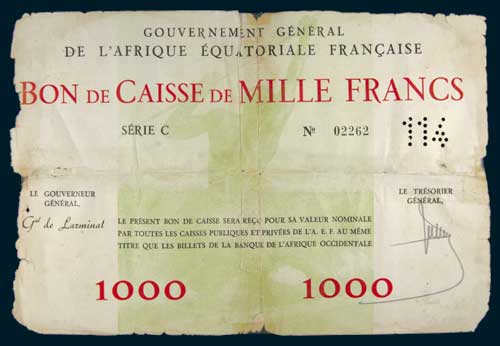 GOUVERNEMENT GÉNÉRAL
DE L'AFRIQUE ÉQUATORIALE FRANÇAISE
BON DE CAISSE DE MILLE FRANCS
SÉRIE C
Nº 02262
114
LE GOUVERNEUR
GÉNÉRAL,
Gal de Larminat
LE PRÉSENT BON DE CAISSE SERA REÇU POUR SA VALEUR NOMINALE
PAR TOUTES LES CAISSES PUBLIQUES ET PRIVÉES DE L'A. E. F. AU MÊME
TITRE QUE LES BILLETS DE LA BANQUE DE L'AFRIQUE OCCIDENTALE
LE TRÉSORIER
GÉNÉRAL,
1000
1000